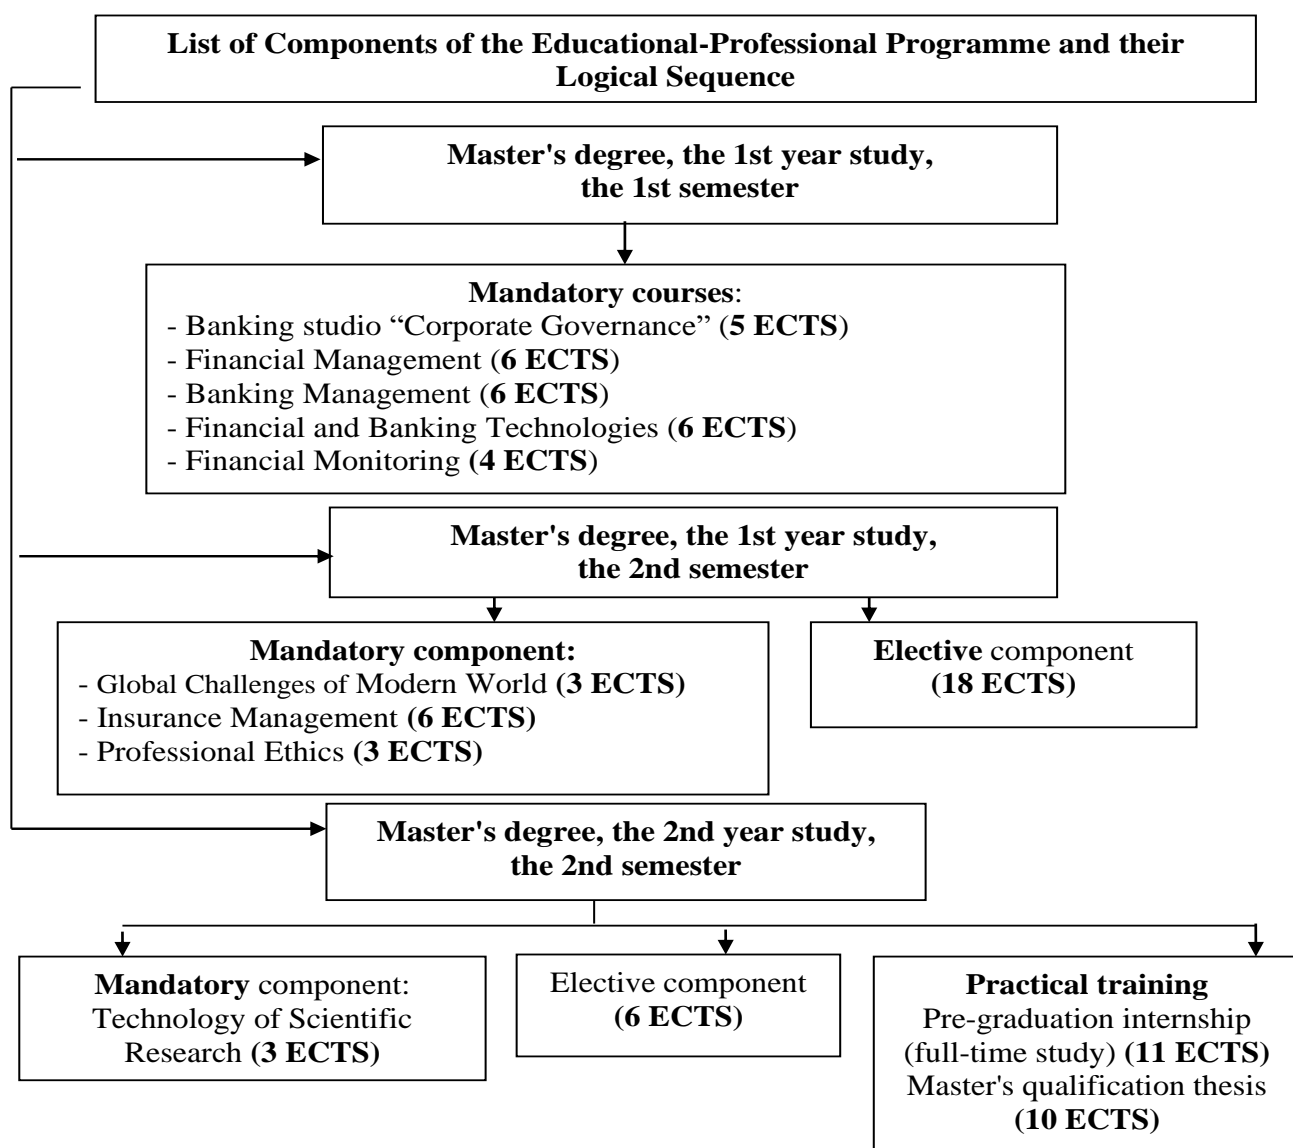 List of Components of the Educational-Professional Programme and their
Logical Sequence
Master's degree, the 1st year study,
the 1st semester
Mandatory courses:
- Banking studio “Corporate Governance” (5 ECTS)
- Financial Management (6 ECTS)
- Banking Management (6 ECTS)
- Financial and Banking Technologies (6 ECTS)
- Financial Monitoring (4 ECTS)
Master's degree, the 1st year study,
the 2nd semester
Mandatory component:
- Global Challenges of Modern World (3 ECTS)
- Insurance Management (6 ECTS)
- Professional Ethics (3 ECTS)
Elective component
(18 ECTS)
Master's degree, the 2nd year study,
the 2nd semester
Mandatory component:
Technology of Scientific
Research (3 ECTS)
Elective component
(6 ECTS)
Practical training
Pre-graduation internship
(full-time study) (11 ECTS)
Master's qualification thesis
(10 ECTS)